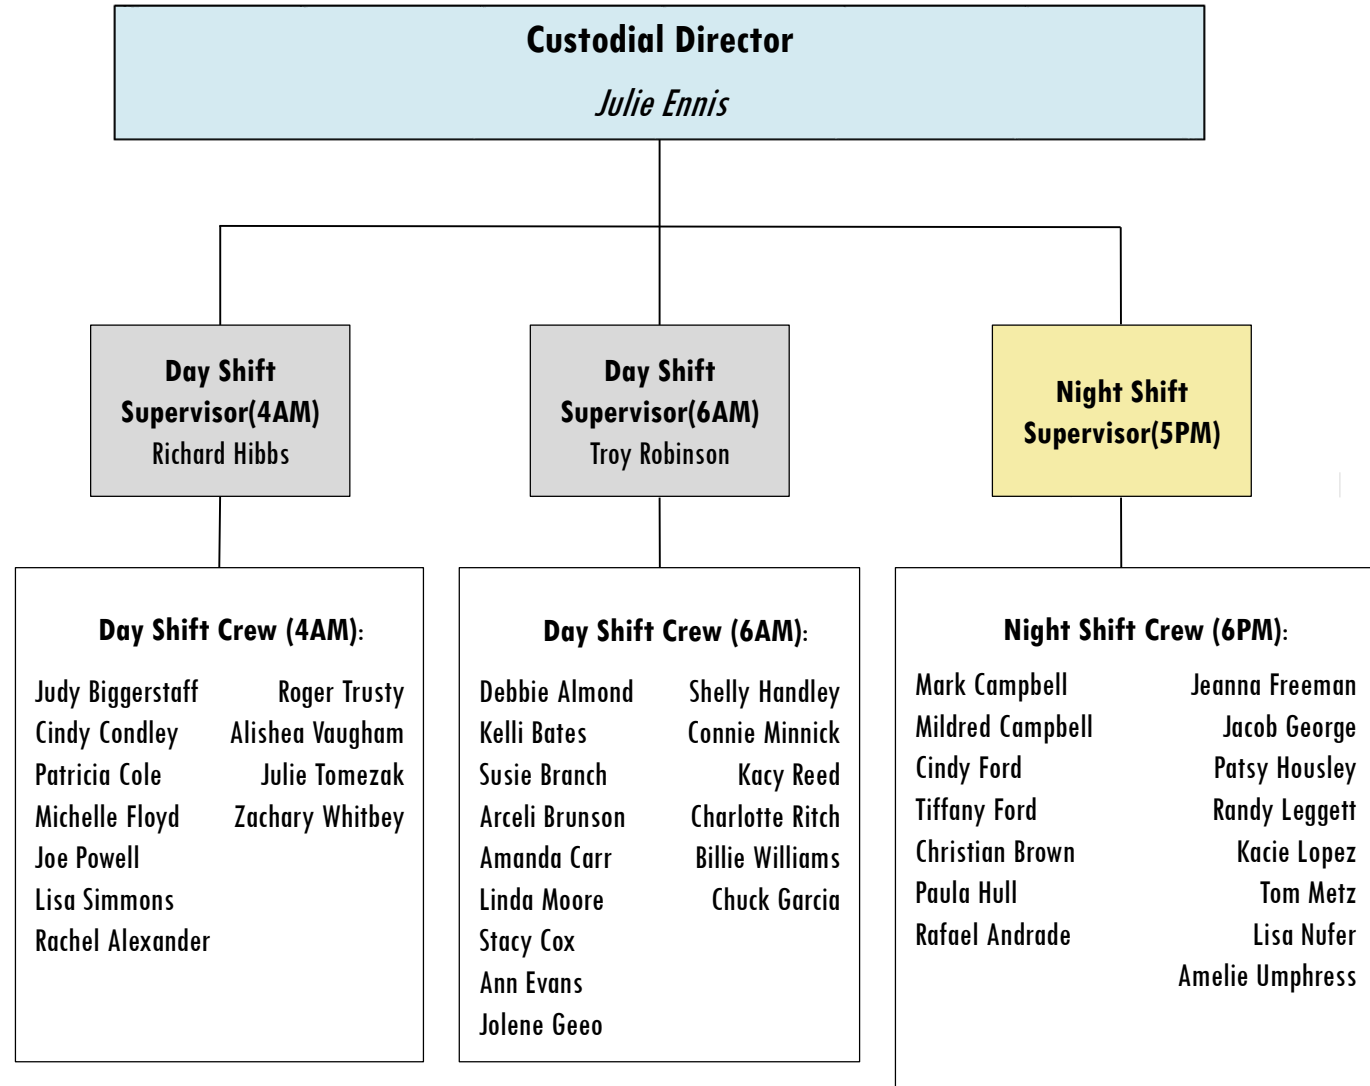 Custodial Director
Julie Ennis
Day Shift
Supervisor(4AM)
Richard Hibbs
Day Shift
Supervisor(6AM)
Troy Robinson
Night Shift
Supervisor(5PM)
Day Shift Crew (4AM):
Judy Biggerstaff
Cindy Condley
Patricia Cole
Michelle Floyd
Joe Powell
Lisa Simmons
Rachel Alexander
Roger Trusty
Alishea Vaugham
Julie Tomezak
Zachary Whitbey
Day Shift Crew (6AM):
Debbie Almond
Kelli Bates
Susie Branch
Arceli Brunson
Amanda Carr
Linda Moore
Stacy Cox
Ann Evans
Jolene Geeo
Shelly Handley
Connie Minnick
Kacy Reed
Charlotte Ritch
Billie Williams
Chuck Garcia
Night Shift Crew (6PM):
Mark Campbell
Mildred Campbell
Cindy Ford
Tiffany Ford
Christian Brown
Paula Hull
Rafael Andrade
Jeanna Freeman
Jacob George
Patsy Housley
Randy Leggett
Kacie Lopez
Tom Metz
Lisa Nufer
Amelie Umphress